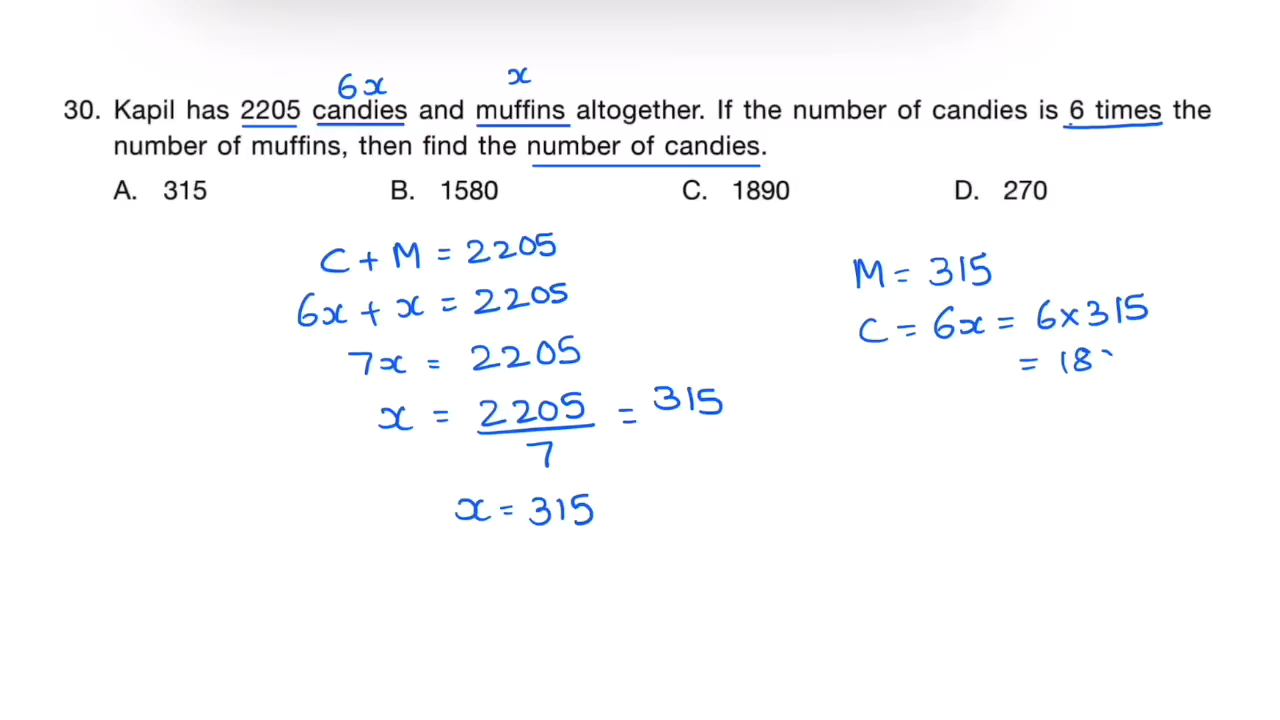 6x x
30. Kapil has 2205 candies and muffins altogether. If the number of candies is 6 times the
number of muffins, then find the number of candies.
A. 315 B. 1580 C. 1890 D. 270
C + M = 2205
6x + x = 2205
7x = 2205
x = 2205/7 = 315
x = 315
M = 315
C = 6x = 6 × 315
= 18